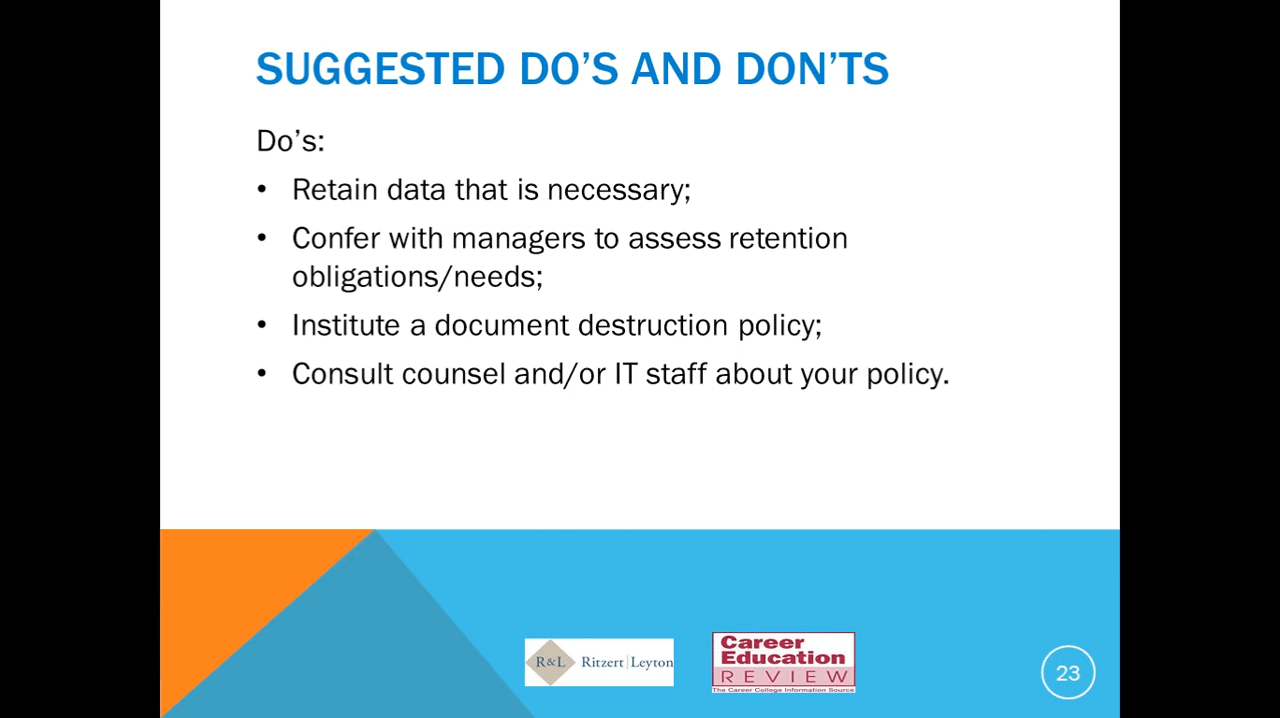 SUGGESTED DO’S AND DON’TS
Do’s:
• Retain data that is necessary;
• Confer with managers to assess retention
obligations/needs;
• Institute a document destruction policy;
• Consult counsel and/or IT staff about your policy.
R&L Ritzert Leyton
Career
Education
REVIEW
The Career College Information Source
23